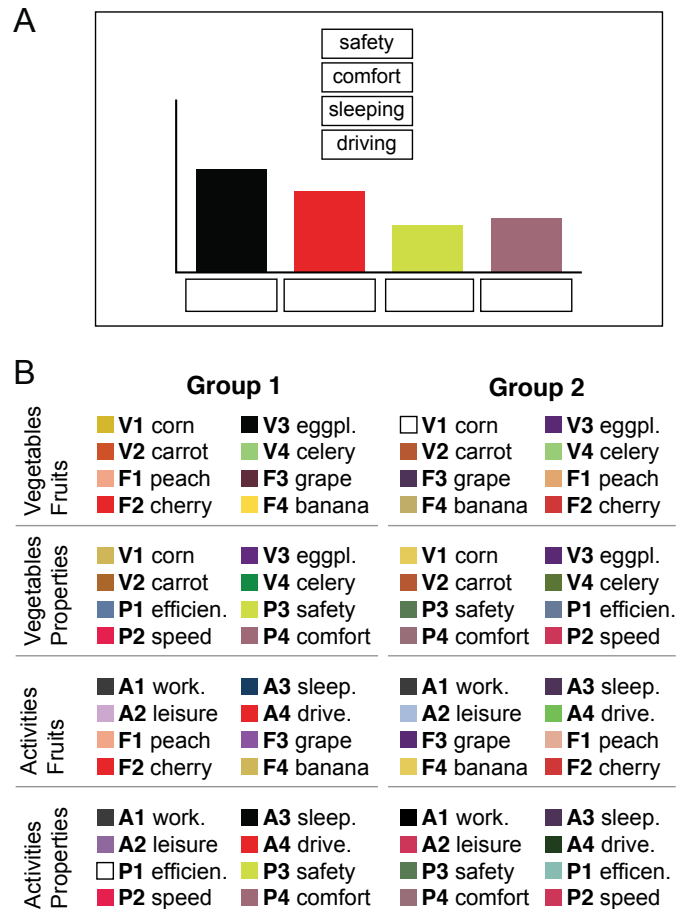 A
safety
comfort
sleeping
driving
B
Group 1
Group 2
Vegetables
Fruits
V1 corn
V3 eggpl.
V2 carrot
V4 celery
F1 peach
F3 grape
F2 cherry
F4 banana
V1 corn
V3 eggpl.
V2 carrot
V4 celery
F3 grape
F1 peach
F4 banana
F2 cherry
Vegetables
Properties
V1 corn
V3 eggpl.
V2 carrot
V4 celery
P1 efficien.
P3 safety
P2 speed
P4 comfort
V1 corn
V3 eggpl.
V2 carrot
V4 celery
P3 safety
P1 efficien.
P4 comfort
P2 speed
Activities
Fruits
A1 work.
A3 sleep.
A2 leisure
A4 drive.
F1 peach
F3 grape
F2 cherry
F4 banana
A1 work.
A3 sleep.
A2 leisure
A4 drive.
F3 grape
F1 peach
F4 banana
F2 cherry
Activities
Properties
A1 work.
A3 sleep.
A2 leisure
A4 drive.
P1 efficien.
P3 safety
P2 speed
P4 comfort
A1 work.
A3 sleep.
A2 leisure
A4 drive.
P3 safety
P1 efficen.
P4 comfort
P2 speed